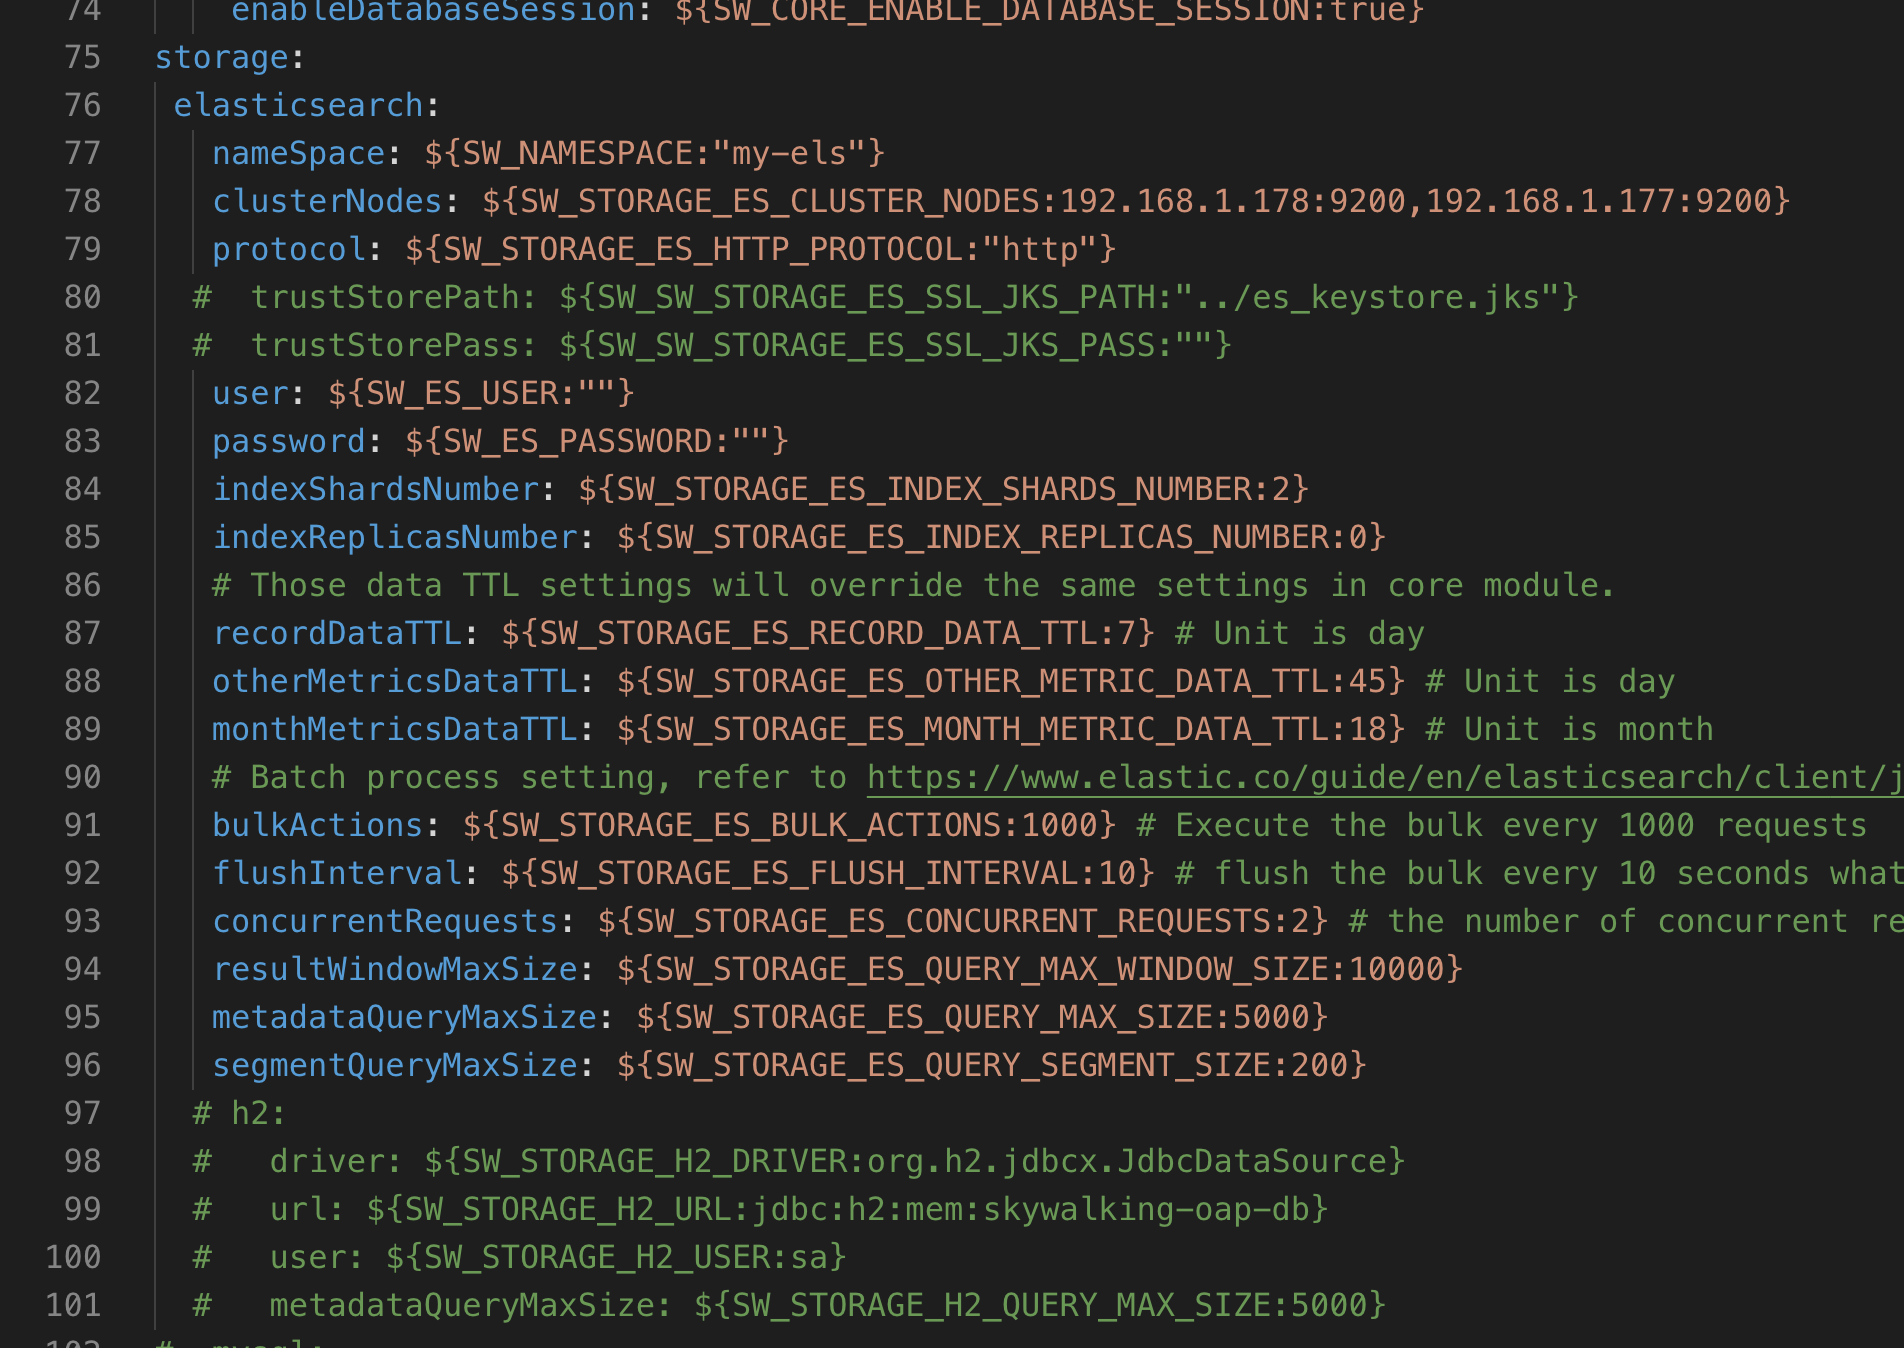 74 enableDatabaseSession: ${SW_CORE_ENABLE_DATABASE_SESSION:true}
75 storage:
76 elasticsearch:
77 nameSpace: ${SW_NAMESPACE:"my-els"}
78 clusterNodes: ${SW_STORAGE_ES_CLUSTER_NODES:192.168.1.178:9200,192.168.1.177:9200}
79 protocol: ${SW_STORAGE_ES_HTTP_PROTOCOL:"http"}
80 #  trustStorePath: ${SW_SW_STORAGE_ES_SSL_JKS_PATH:"../es_keystore.jks"}
81 #  trustStorePass: ${SW_SW_STORAGE_ES_SSL_JKS_PASS:""}
82 user: ${SW_ES_USER:""}
83 password: ${SW_ES_PASSWORD:""}
84 indexShardsNumber: ${SW_STORAGE_ES_INDEX_SHARDS_NUMBER:2}
85 indexReplicasNumber: ${SW_STORAGE_ES_INDEX_REPLICAS_NUMBER:0}
86 # Those data TTL settings will override the same settings in core module.
87 recordDataTTL: ${SW_STORAGE_ES_RECORD_DATA_TTL:7} # Unit is day
88 otherMetricsDataTTL: ${SW_STORAGE_ES_OTHER_METRIC_DATA_TTL:45} # Unit is day
89 monthMetricsDataTTL: ${SW_STORAGE_ES_MONTH_METRIC_DATA_TTL:18} # Unit is month
90 # Batch process setting, refer to https://www.elastic.co/guide/en/elasticsearch/client/j
91 bulkActions: ${SW_STORAGE_ES_BULK_ACTIONS:1000} # Execute the bulk every 1000 requests
92 flushInterval: ${SW_STORAGE_ES_FLUSH_INTERVAL:10} # flush the bulk every 10 seconds what
93 concurrentRequests: ${SW_STORAGE_ES_CONCURRENT_REQUESTS:2} # the number of concurrent re
94 resultWindowMaxSize: ${SW_STORAGE_ES_QUERY_MAX_WINDOW_SIZE:10000}
95 metadataQueryMaxSize: ${SW_STORAGE_ES_QUERY_MAX_SIZE:5000}
96 segmentQueryMaxSize: ${SW_STORAGE_ES_QUERY_SEGMENT_SIZE:200}
97 # h2:
98 #   driver: ${SW_STORAGE_H2_DRIVER:org.h2.jdbcx.JdbcDataSource}
99 #   url: ${SW_STORAGE_H2_URL:jdbc:h2:mem:skywalking-oap-db}
100 #   user: ${SW_STORAGE_H2_USER:sa}
101 #   metadataQueryMaxSize: ${SW_STORAGE_H2_QUERY_MAX_SIZE:5000}